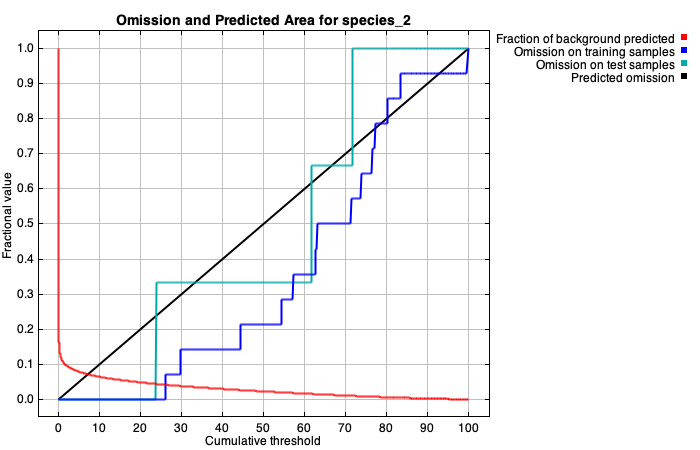 Omission and Predicted Area for species_2
Fraction of background predicted
Omission on training samples
Omission on test samples
Predicted omission
Fractional value
1.0
0.9
0.8
0.7
0.6
0.5
0.4
0.3
0.2
0.1
0.0
0 10 20 30 40 50 60 70 80 90 100
Cumulative threshold